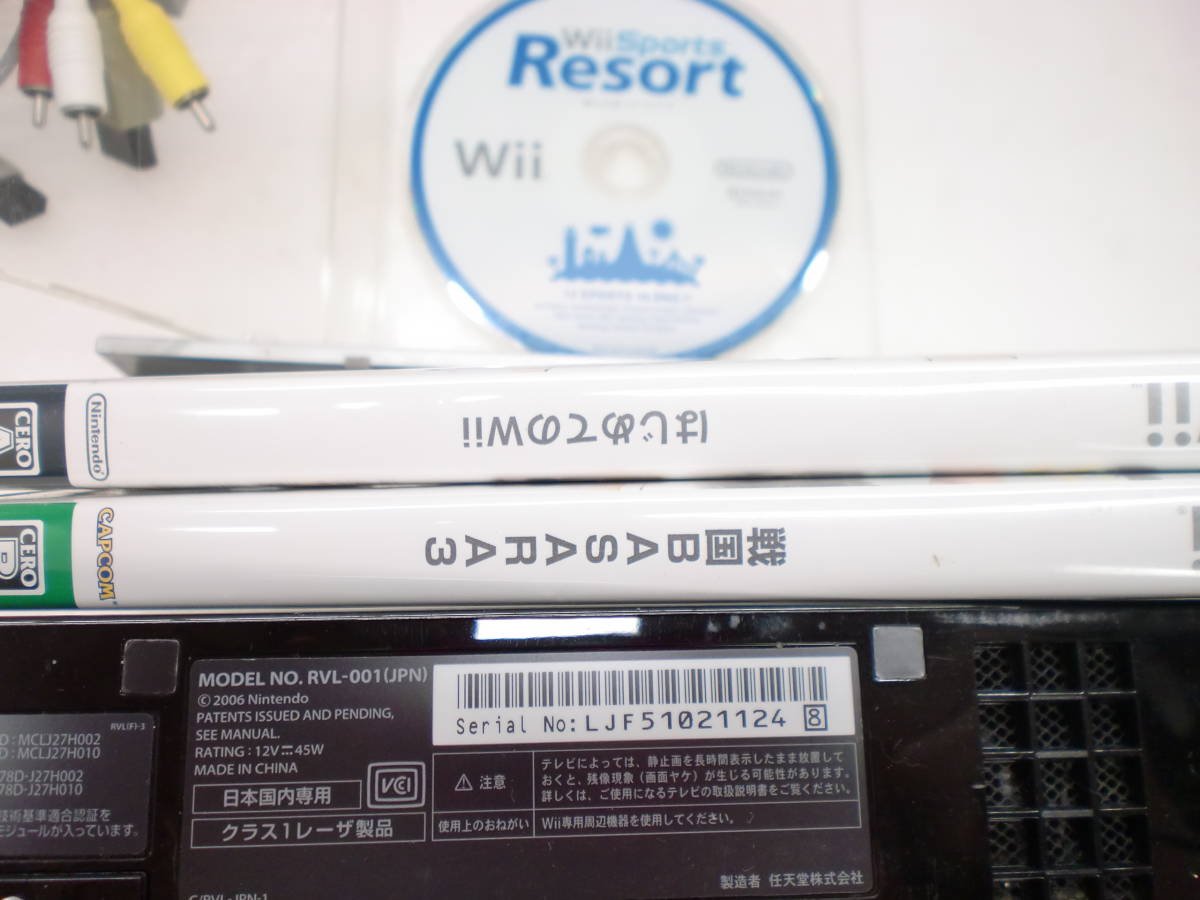 WiiSports
Resort
Wii
はじめてのWii
Nintendo
CERO
A
戦国BASARA3
CAPCOM
CERO
B
MODEL NO. RVL-001(JPN)
© 2006 Nintendo
PATENTS ISSUED AND PENDING,
SEE MANUAL.
RATING : 12V⎓45W
MADE IN CHINA
日本国内専用
VCI
クラス1レーザ製品
Serial No:LJF51021124 8
⚠ 注意
テレビによっては、静止画を長時間表示したまま放置して
おくと、残像現象(画面ヤケ)が生じる可能性があります。
詳しくは、ご使用になるテレビの取扱説明書をご覧ください。
使用上のおねがい
Wii専用周辺機器を使用してください。
製造者 任天堂株式会社
C/RVL-JPN-1
RVL(F)-3
D : MCLJ27H002
D : MCLJ27H010
78D-J27H002
78D-J27H010
技術基準適合認証を
モジュールが入っています。